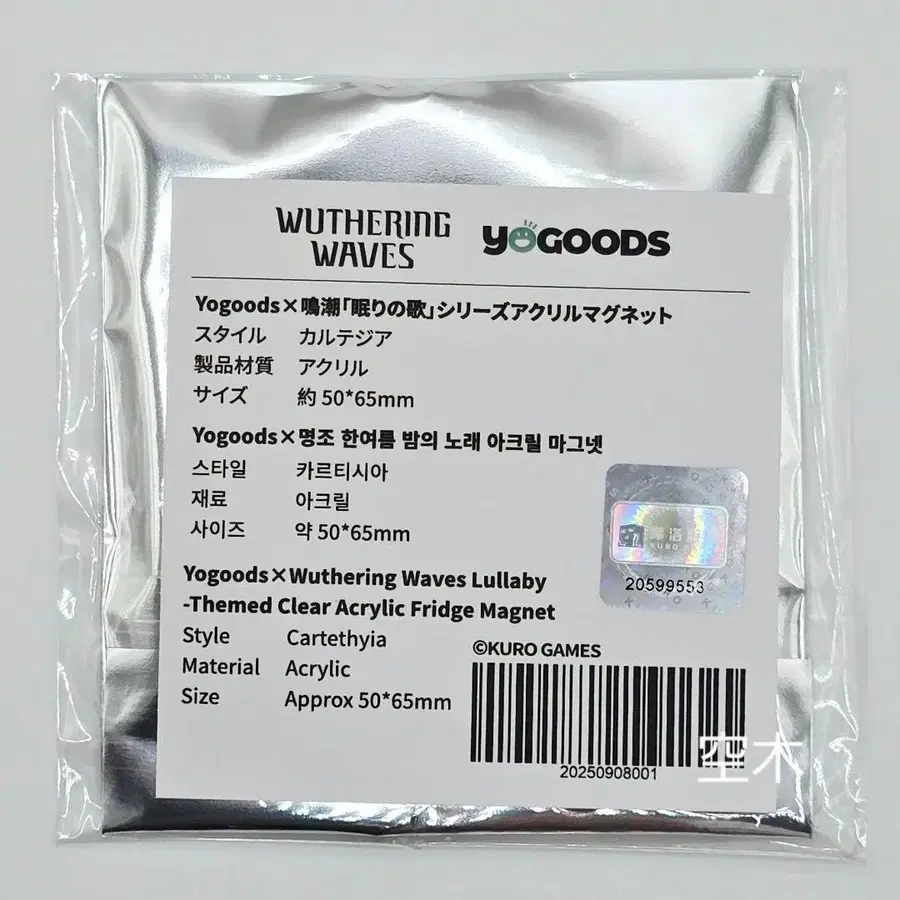 WUTHERING
WAVES
YOGOODS
Yogoods×鳴潮「眠りの歌」シリーズアクリルマグネット
スタイル カルテジア
製品材質 アクリル
サイズ 約 50*65mm
Yogoods×명조 한여름 밤의 노래 아크릴 마그넷
스타일 카르티시아
재료 아크릴
사이즈 약 50*65mm
20599553
Yogoods×Wuthering Waves Lullaby
-Themed Clear Acrylic Fridge Magnet
Style Cartethyia
Material Acrylic
Size Approx 50*65mm
©KURO GAMES
20250908001
空木